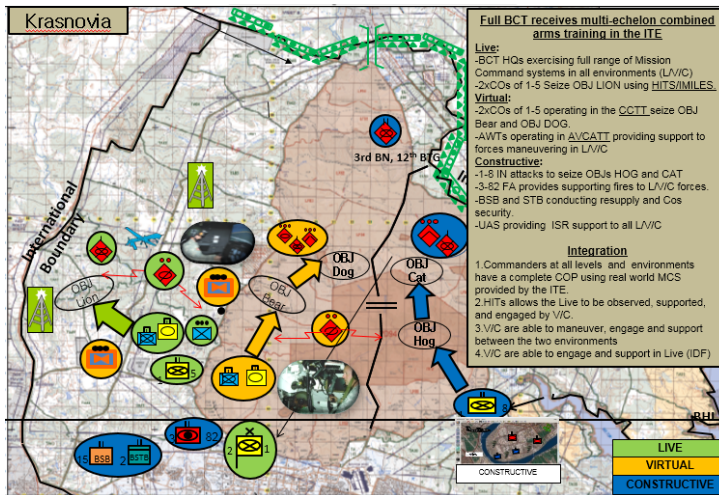 Krasnovia
Full BCT receives multi-echelon combined
arms training in the ITE
Live:
-BCT HQs exercising full range of Mission
Command systems in all environments (L/V/C)
-2xCOs of 1-5 Seize OBJ LION using HITS/IMILES.
Virtual:
-2xCOs of 1-5 operating in the CCTT seize OBJ
Bear and OBJ DOG.
-AWTs operating in AVCATT providing support to
forces maneuvering in L/V/C
Constructive:
-1-8 IN attacks to seize OBJs HOG and CAT
-3-82 FA provides supporting fires to L/V/C forces.
-BSB and STB conducting resupply and Cos
security.
-UAS providing ISR support to all L/V/C
Integration
1.Commanders at all levels and environments
have a complete COP using real world MCS
provided by the ITE.
2.HITs allows the Live to be observed, supported,
and engaged by V/C.
3.V/C are able to maneuver, engage and support
between the two environments
4.V/C are able to engage and support in Live (IDF)
3rd BN, 12th BTG
International
Boundary
OBJ
Lion
OBJ
Bear
OBJ
Dog
OBJ
Cat
OBJ
Hog
1 5
3 82
2 1
15 BSB 2 BSTB
CONSTRUCTIVE
LIVE
VIRTUAL
CONSTRUCTIVE